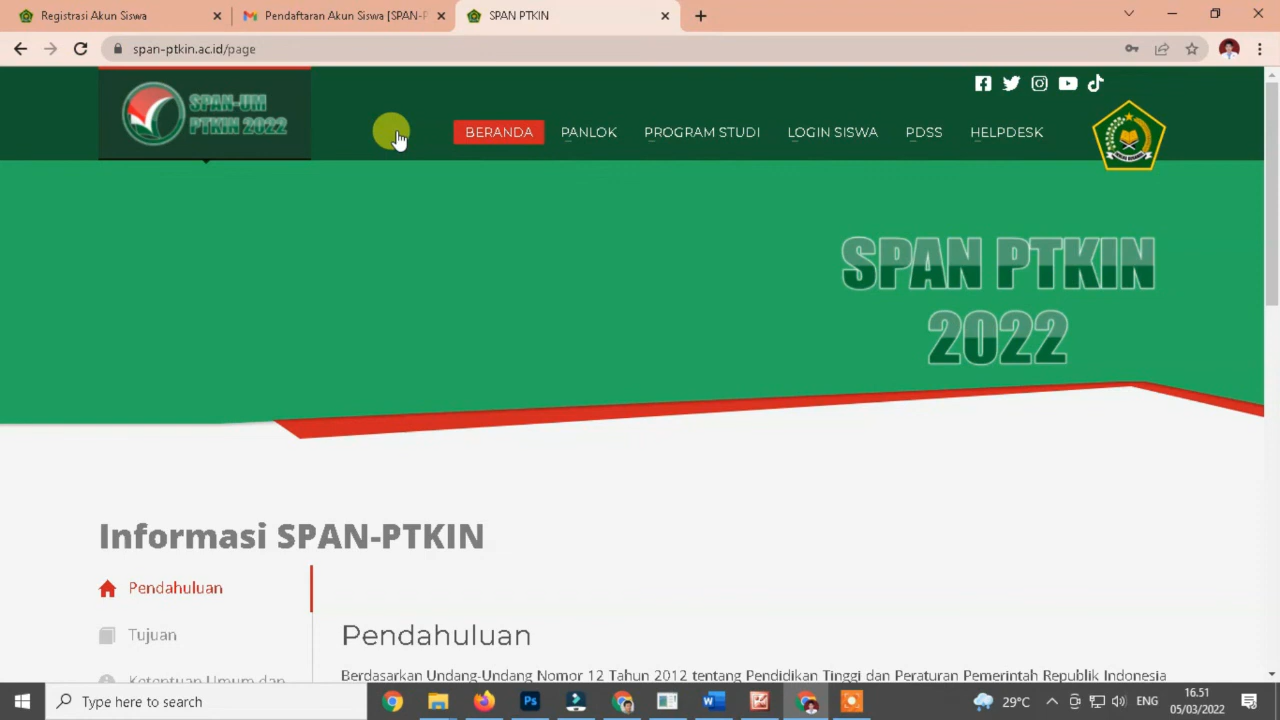 Registrasi Akun Siswa
Pendaftaran Akun Siswa [SPAN-P
SPAN PTKIN
span-ptkin.ac.id/page
SPAN-UM
PTKIN 2022
BERANDA
PANLOK
PROGRAM STUDI
LOGIN SISWA
PDSS
HELPDESK
SPAN PTKIN
2022
Informasi SPAN-PTKIN
Pendahuluan
Tujuan
Ketentuan Umum dan
Pendahuluan
Berdasarkan Undang-Undang Nomor 12 Tahun 2012 tentang Pendidikan Tinggi dan Peraturan Pemerintah Republik Indonesia
Type here to search
29°C
ENG
16.51
05/03/2022